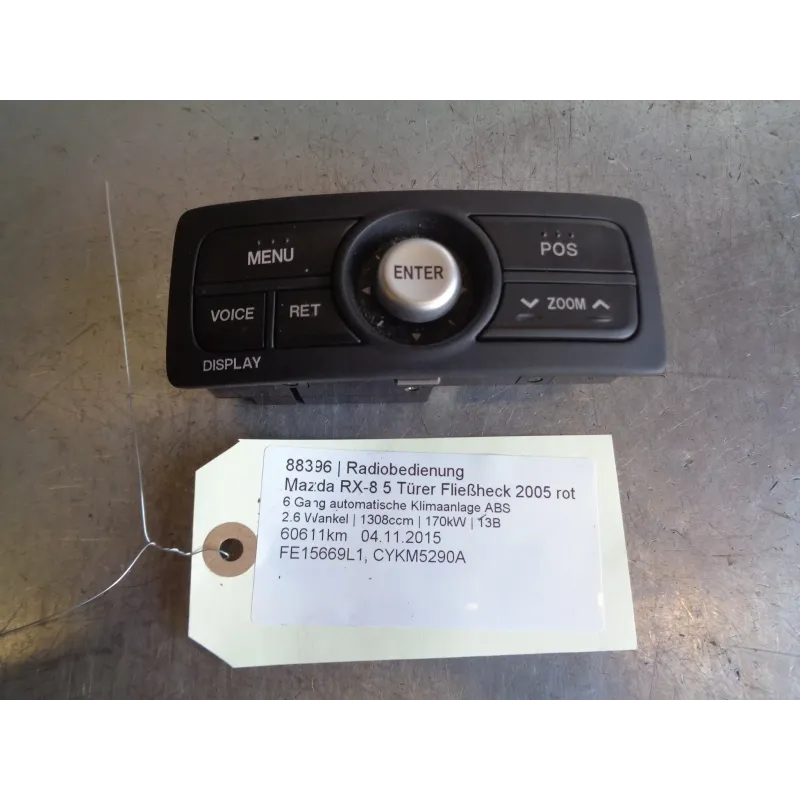 MENU
ENTER
POS
VOICE
RET
ZOOM
DISPLAY
88396 | Radiobedienung
Mazda RX-8 5 Türer Fließheck 2005 rot
6 Gang automatische Klimaanlage ABS
2.6 Wankel | 1308ccm | 170kW | 13B
60611km 04.11.2015
FE15669L1, CYKM5290A